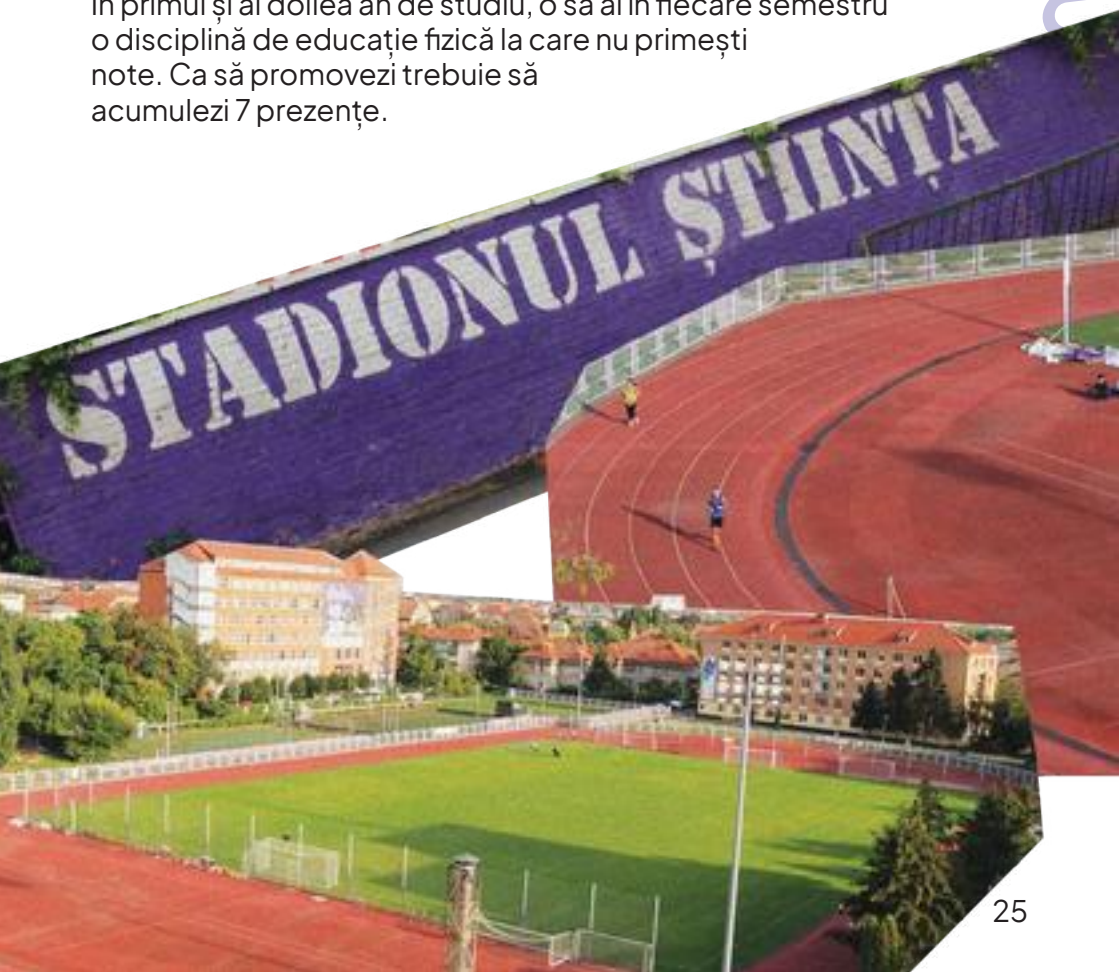 În primul și al doilea an de studiu, o să ai în fiecare semestru
o disciplină de educație fizică la care nu primești
note. Ca să promovezi trebuie să
acumulezi 7 prezențe.
STADIONUL ȘTIINȚA
25